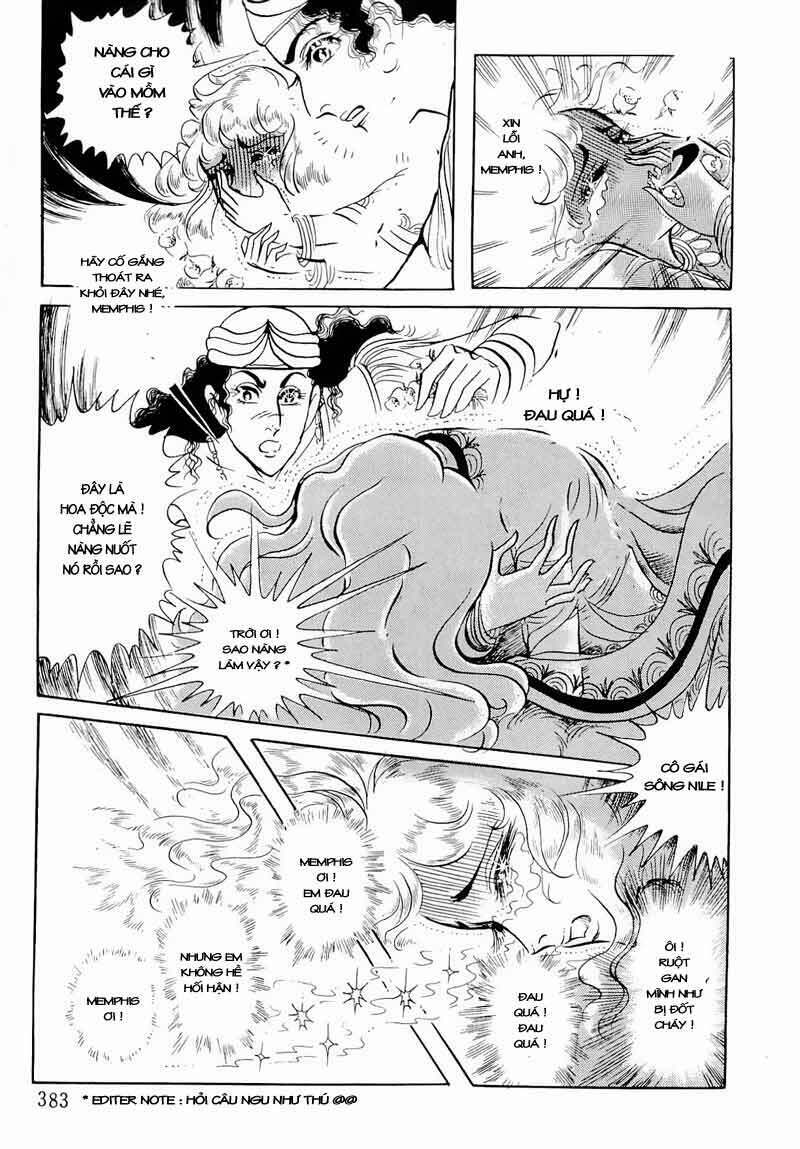 NÀNG CHO
CÁI GÌ
VÀO MỒM
THẾ ?
XIN
LỖI
ANH,
MEMPHIS !
HÃY CỐ GẮNG
THOÁT RA
KHỎI ĐÂY NHÉ,
MEMPHIS !
HỰ !
ĐAU QUÁ !
ĐÂY LÀ
HOA ĐỘC MÀ !
CHẲNG LẼ
NÀNG NUỐT
NÓ RỒI SAO ?
TRỜI ƠI !
SAO NÀNG
LÀM VẬY ? *
CÔ GÁI
SÔNG NILE !
MEMPHIS
ƠI !
EM ĐAU
QUÁ !
ÔI !
RUỘT
GAN
MÌNH NHƯ
BỊ ĐỐT
CHÁY !
NHƯNG EM
KHÔNG HỀ
HỐI HẬN !
ĐAU
QUÁ !
ĐAU
QUÁ !
MEMPHIS
ƠI !
383 * EDITER NOTE : HỎI CÂU NGU NHƯ THÚ @@